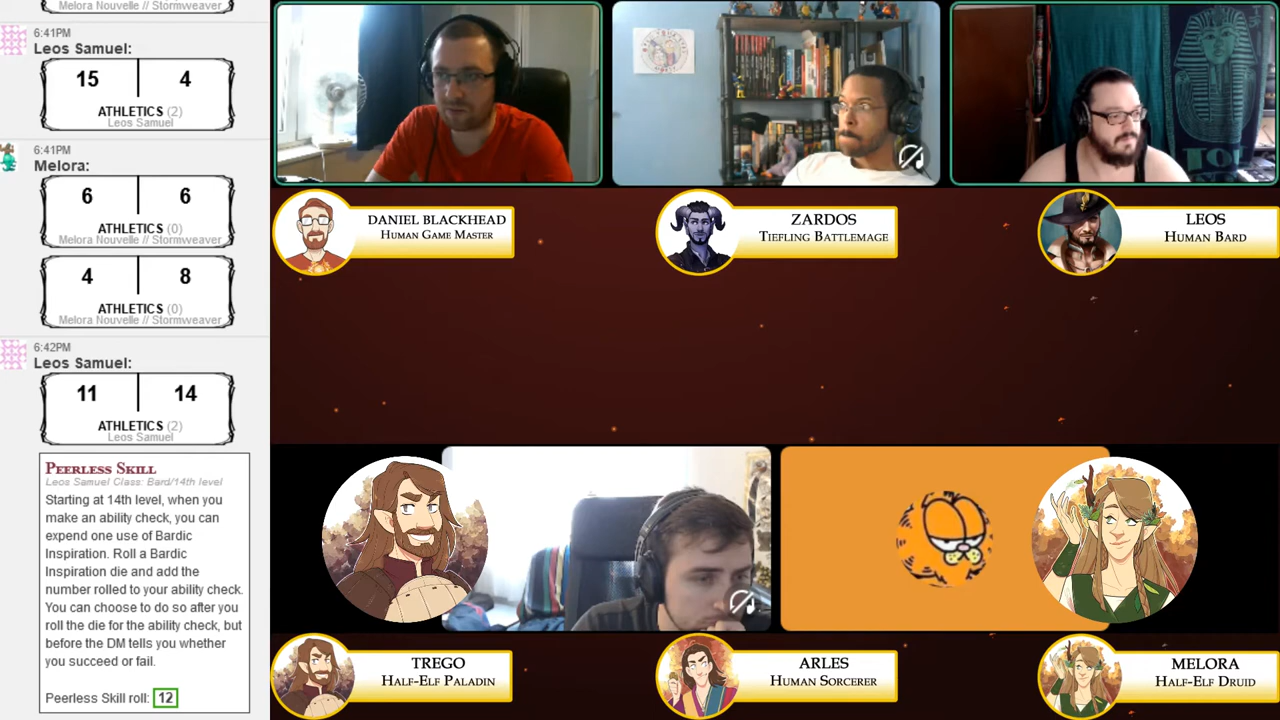 Melora Nouvelle // Stormweaver
6:41PM
Leos Samuel:
15 4
ATHLETICS (2)
Leos Samuel
6:41PM
Melora:
6 6
ATHLETICS (0)
Melora Nouvelle // Stormweaver
4 8
ATHLETICS (0)
Melora Nouvelle // Stormweaver
6:42PM
Leos Samuel:
11 14
ATHLETICS (2)
Leos Samuel
PEERLESS SKILL
Leos Samuel Class: Bard/14th level
Starting at 14th level, when you
make an ability check, you can
expend one use of Bardic
Inspiration. Roll a Bardic
Inspiration die and add the
number rolled to your ability check.
You can choose to do so after you
roll the die for the ability check, but
before the DM tells you whether
you succeed or fail.
Peerless Skill roll: 12
DANIEL BLACKHEAD
HUMAN GAME MASTER
ZARDOS
TIEFLING BATTLEMAGE
LEOS
HUMAN BARD
TREGO
HALF-ELF PALADIN
ARLES
HUMAN SORCERER
MELORA
HALF-ELF DRUID